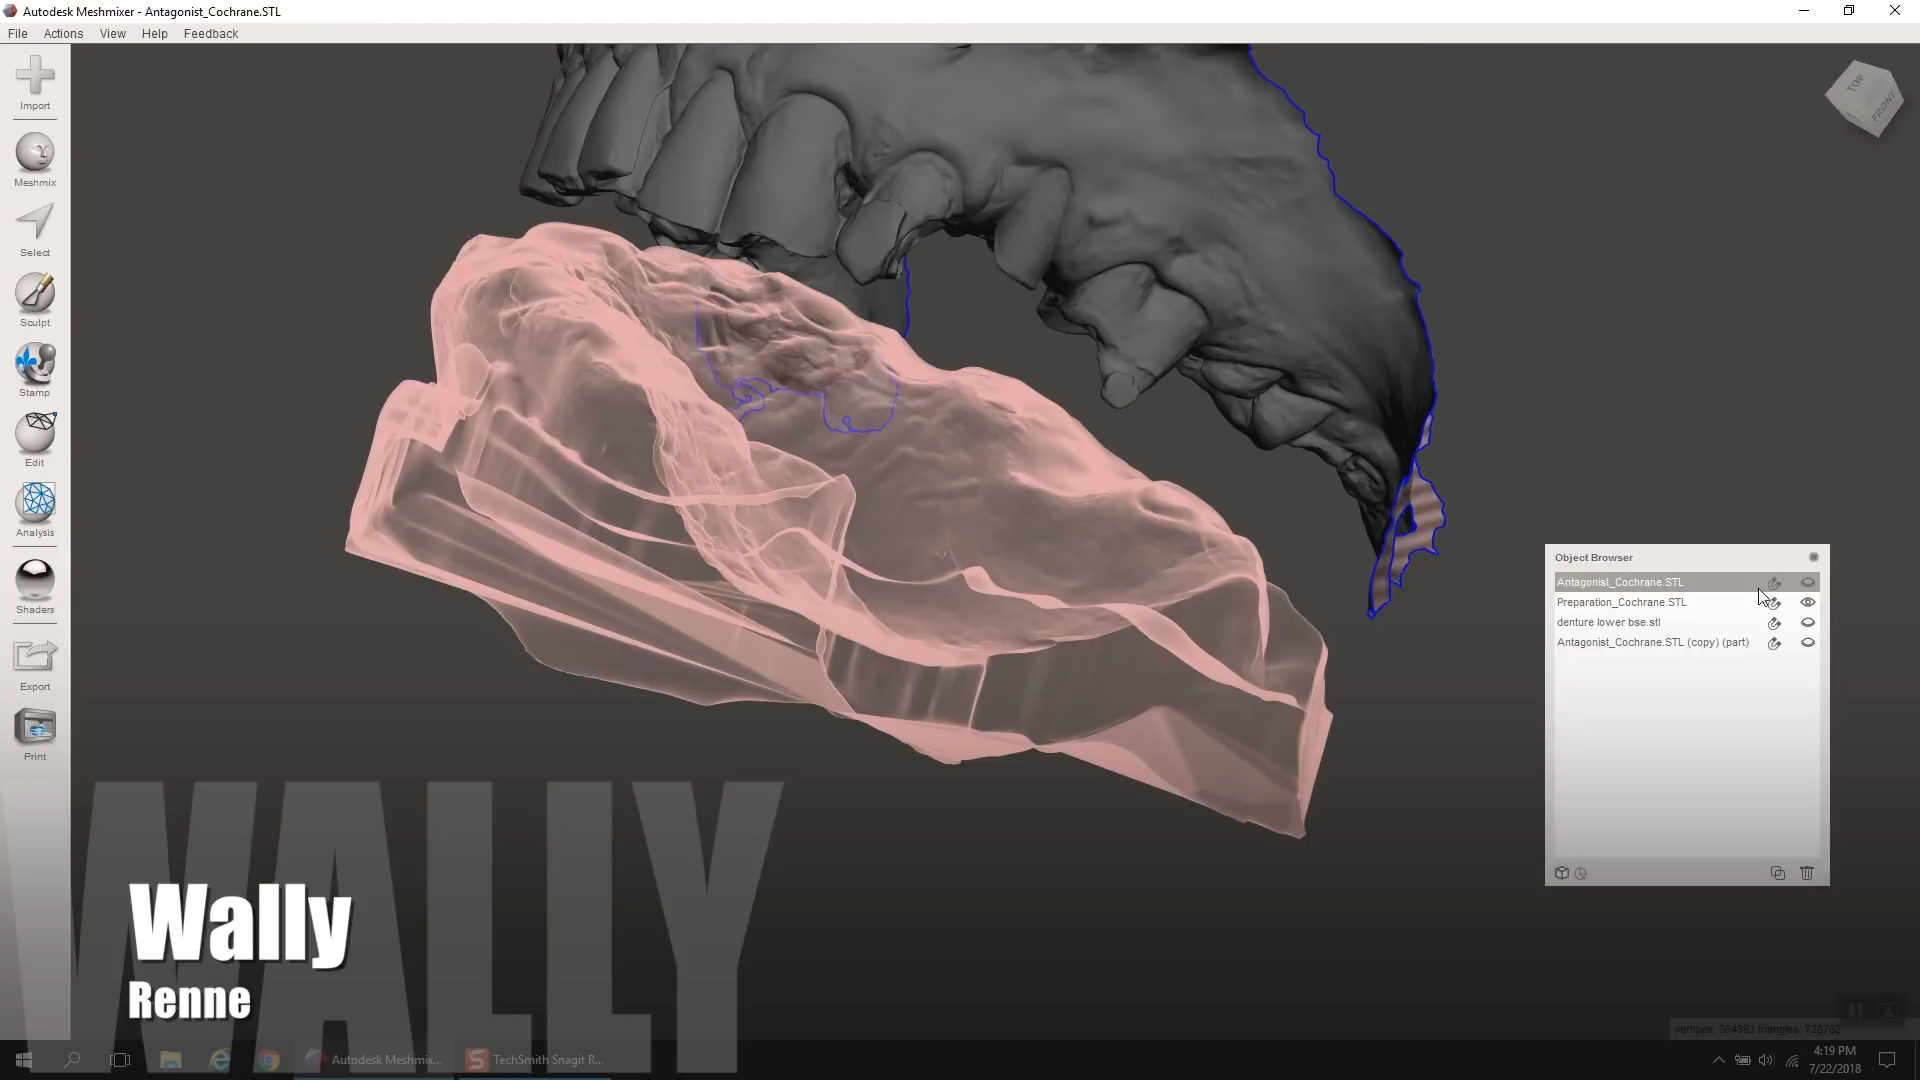 Autodesk Meshmixer - Antagonist_Cochrane.STL
File Actions View Help Feedback
Import
Meshmix
Select
Sculpt
Stamp
Edit
Analysis
Shaders
Export
Print
TOP
FRONT
Object Browser
Antagonist_Cochrane.STL
Preparation_Cochrane.STL
denture lower bse.stl
Antagonist_Cochrane.STL (copy) (part)
WALLY
Wally
Renne
Autodesk Meshmix...
TechSmith Snagit R...
4:19 PM
7/22/2018